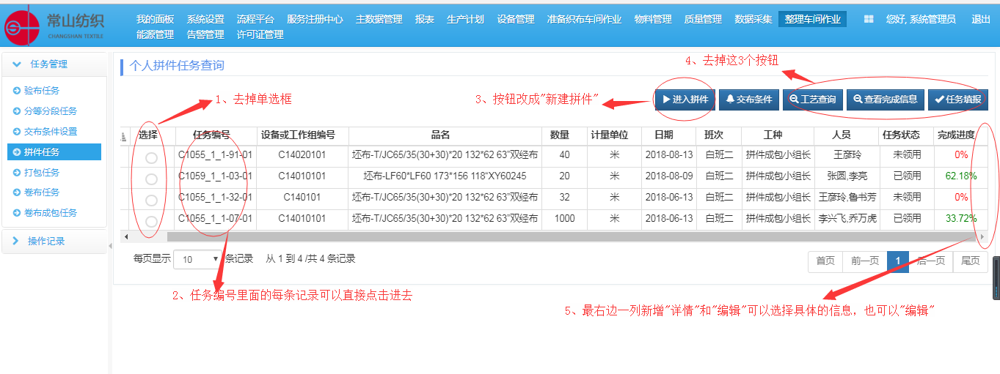 常山纺织
CHANGSHAN TEXTILE
我的面板 系统设置 流程平台 服务注册中心 主数据管理 报表 生产计划 设备管理 准备织布车间作业 物料管理 质量管理 数据采集 整理车间作业 您好, 系统管理员 退出
能源管理 告警管理 许可证管理
任务管理
验布任务
分等分段任务
交布条件设置
拼件任务
打包任务
卷布任务
卷布成包任务
操作记录
个人拼件任务查询
4、去掉这3个按钮
1、去掉单选框
3、按钮改成"新建拼件"
进入拼件 交布条件 工艺查询 查看完成信息 任务填报
选择 任务编号 设备或工作组编号 品名 数量 计量单位 日期 班次 工种 人员 任务状态 完成进度
C1055_1_1-91-01 C14020101 坯布-T/JC65/35(30+30)*20 132*62 63"双经布 40 米 2018-08-13 白班二 拼件成包小组长 王彦玲 未领用 0%
C1059_1_1-03-01 C14010101 坯布-LF60*LF60 173*156 118"XY60245 20 米 2018-08-09 白班二 拼件成包小组长 张圆,李亮 已领用 62.18%
C1055_1_1-32-01 C140101 坯布-T/JC65/35(30+30)*20 132*62 63"双经布 32 米 2018-06-13 白班二 拼件成包小组长 王彦玲,鲁书芳 未领用 0%
C1055_1_1-07-01 C14010101 坯布-T/JC65/35(30+30)*20 132*62 63"双经布 1000 米 2018-06-13 白班二 拼件成包小组长 李兴飞,乔万虎 已领用 33.72%
每页显示 10 条记录 从 1 到 4 /共 4 条记录
首页 前一页 1 后一页 尾页
2、任务编号里面的每条记录可以直接点击进去
5、最右边一列新增"详情"和"编辑"可以选择具体的信息，也可以"编辑"